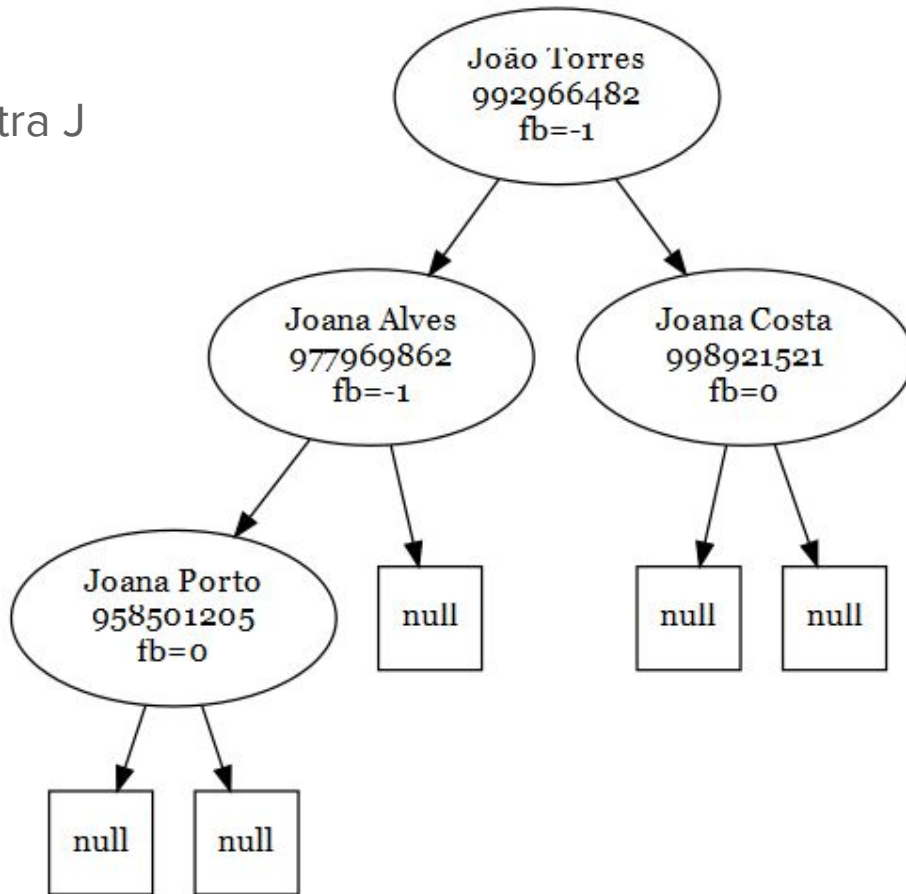 João Torres
992966482
fb=-1
tra J
Joana Alves
977969862
fb=-1
Joana Costa
998921521
fb=0
Joana Porto
958501205
fb=0
null
null
null
null
null